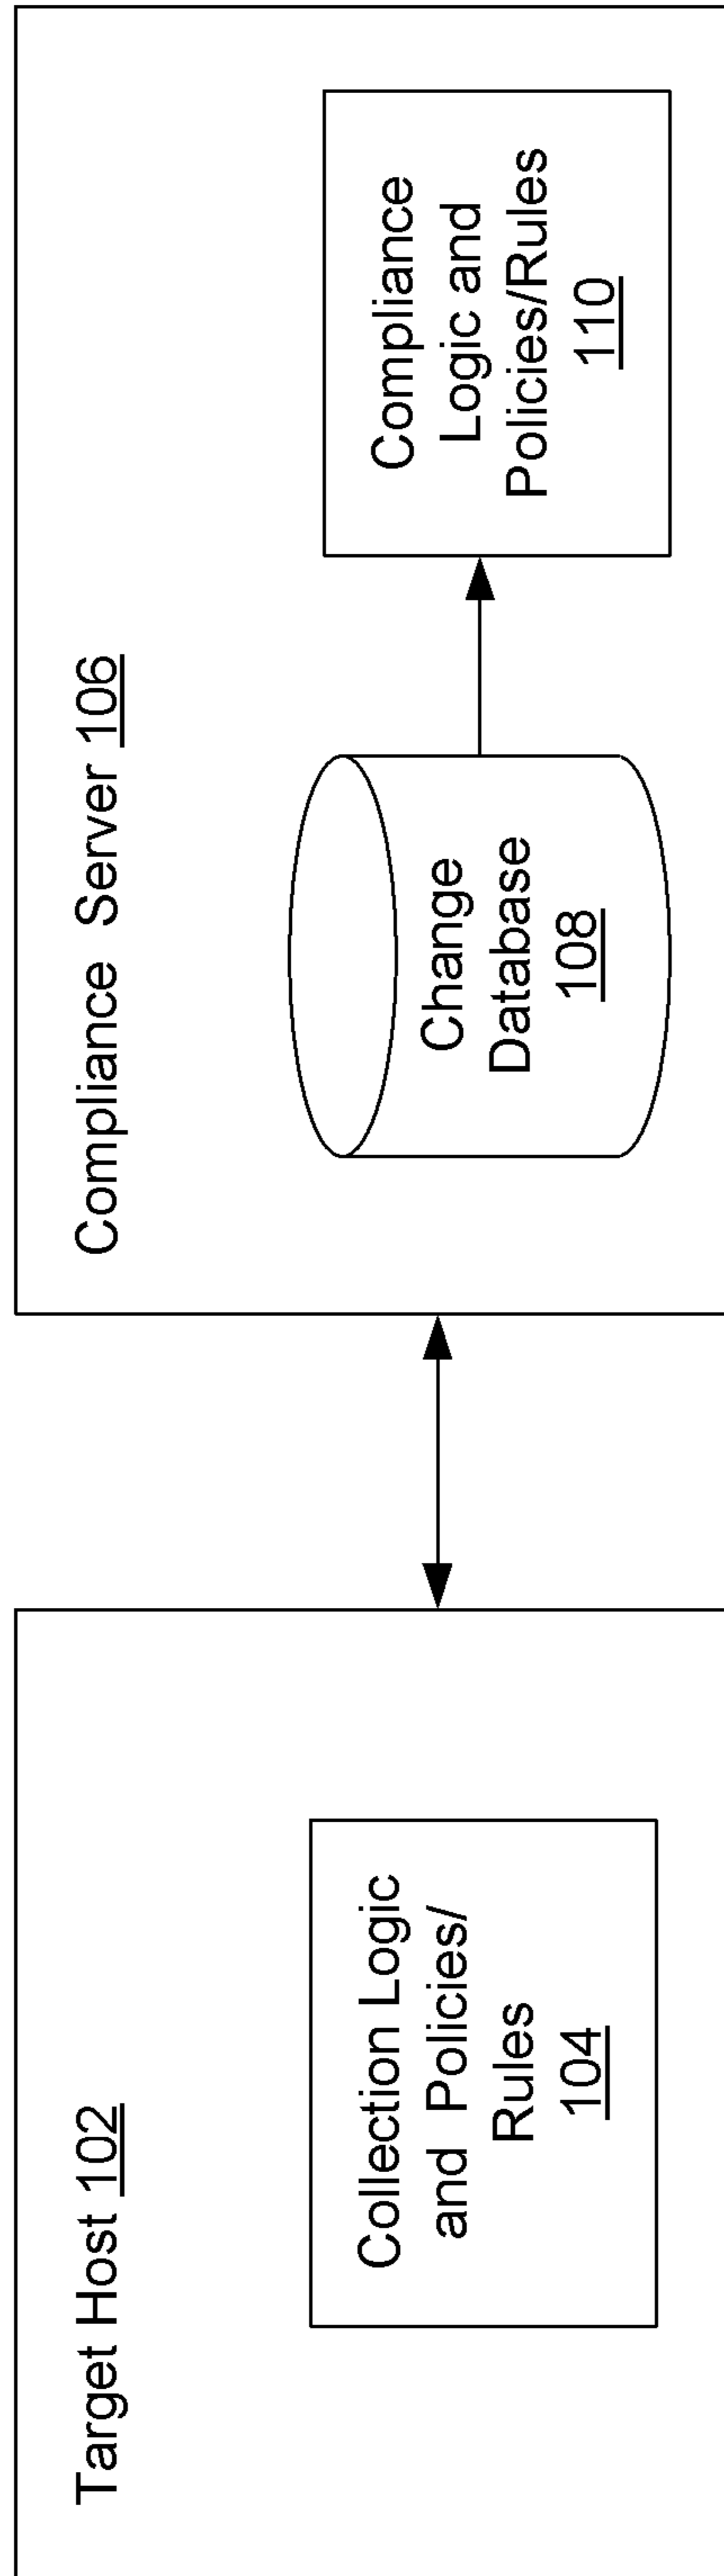 Target Host 102
Collection Logic
and Policies/
Rules
104
Compliance Server 106
Change
Database
108
Compliance
Logic and
Policies/Rules
110